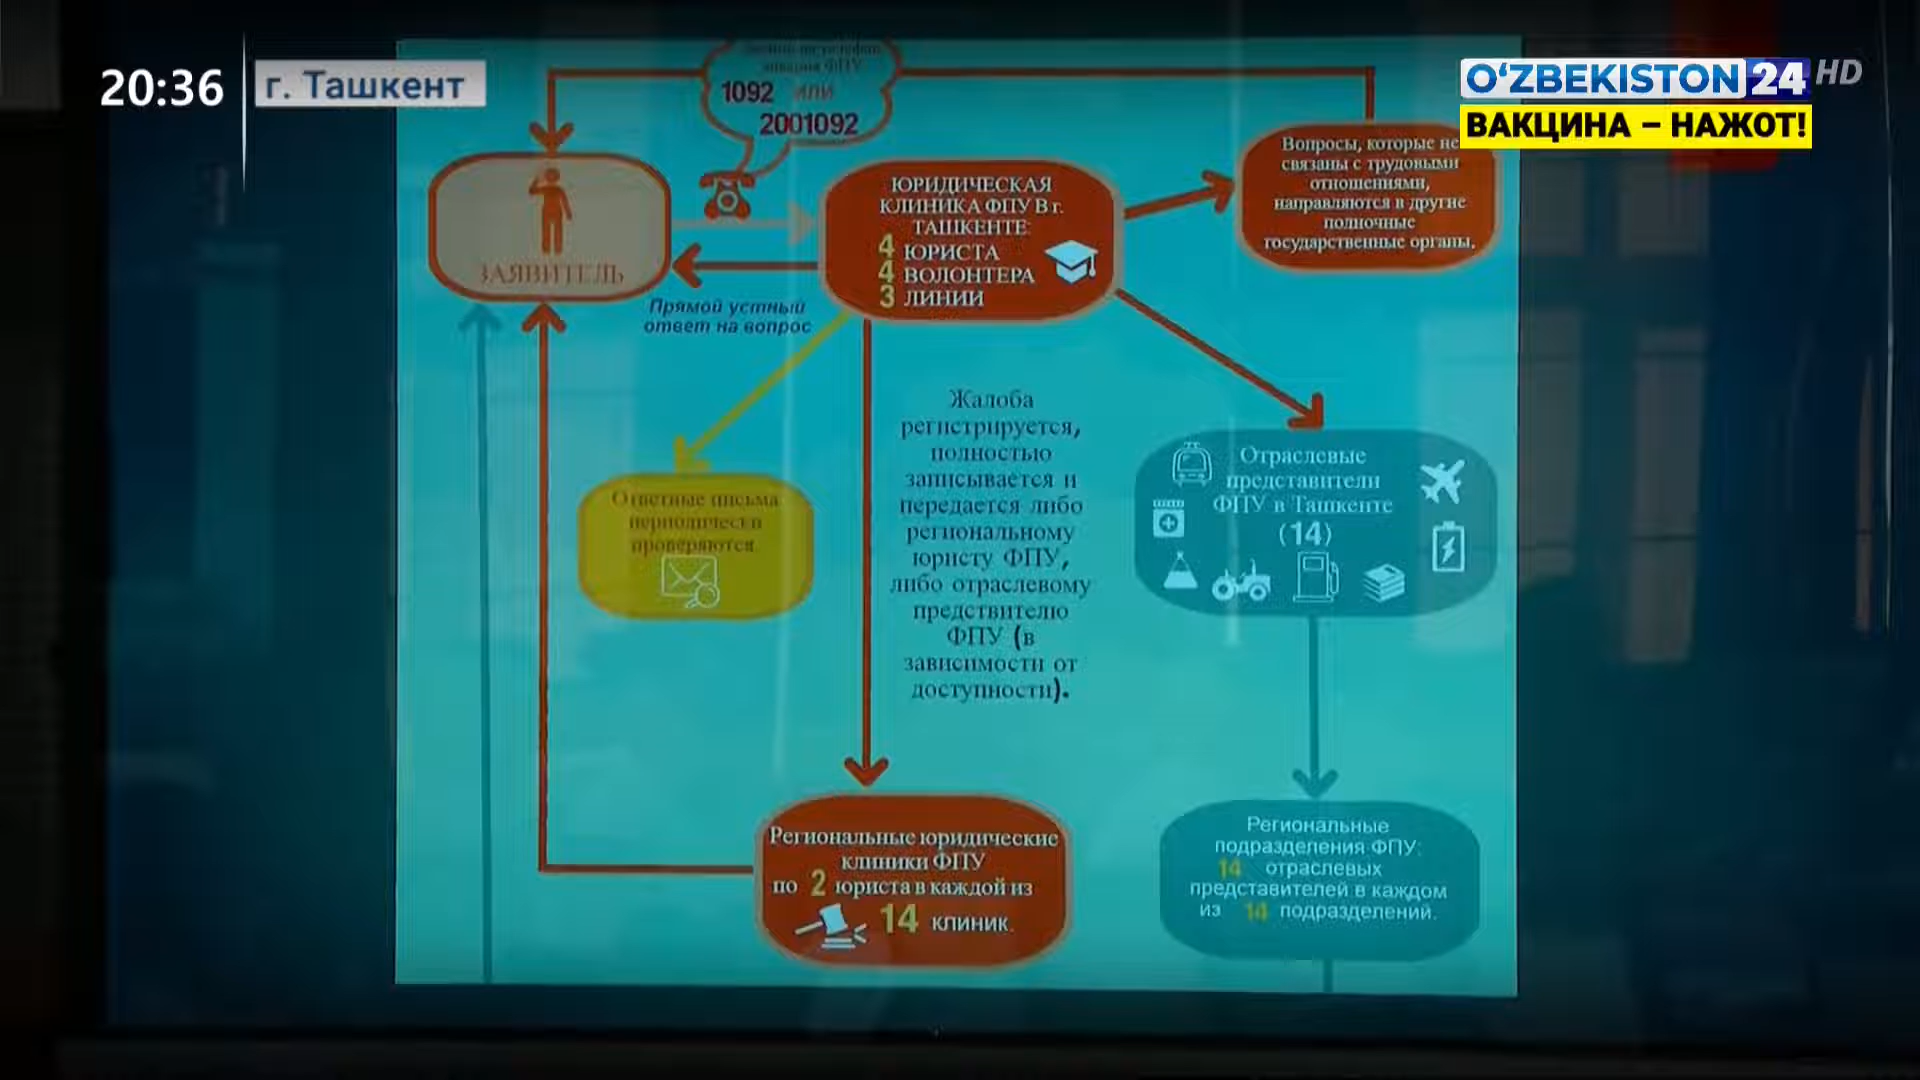 20:36
г. Ташкент
O‘ZBEKISTON 24 HD
ВАКЦИНА – НАЖОТ!
ФПУ
1092 или
2001092
ЗАЯВИТЕЛЬ
Прямой устный
ответ на вопрос
ЮРИДИЧЕСКАЯ
КЛИНИКА ФПУ В г.
ТАШКЕНТЕ:
4 ЮРИСТА
4 ВОЛОНТЕРА
3 ЛИНИИ
Вопросы, которые не
связаны с трудовыми
отношениями,
направляются в другие
полночные
государственные органы.
Ответные письма
периодически
проверяются
Жалоба
регистрируется,
полностью
записывается и
передается либо
региональному
юристу ФПУ,
либо отраслевому
предствителю
ФПУ (в
зависимости от
доступности).
Отраслевые
представители
ФПУ в Ташкенте
(14)
Региональные юридические
клиники ФПУ
по 2 юриста в каждой из
14 клиник.
Региональные
подразделения ФПУ:
14 отраслевых
представителей в каждом
из 14 подразделений.